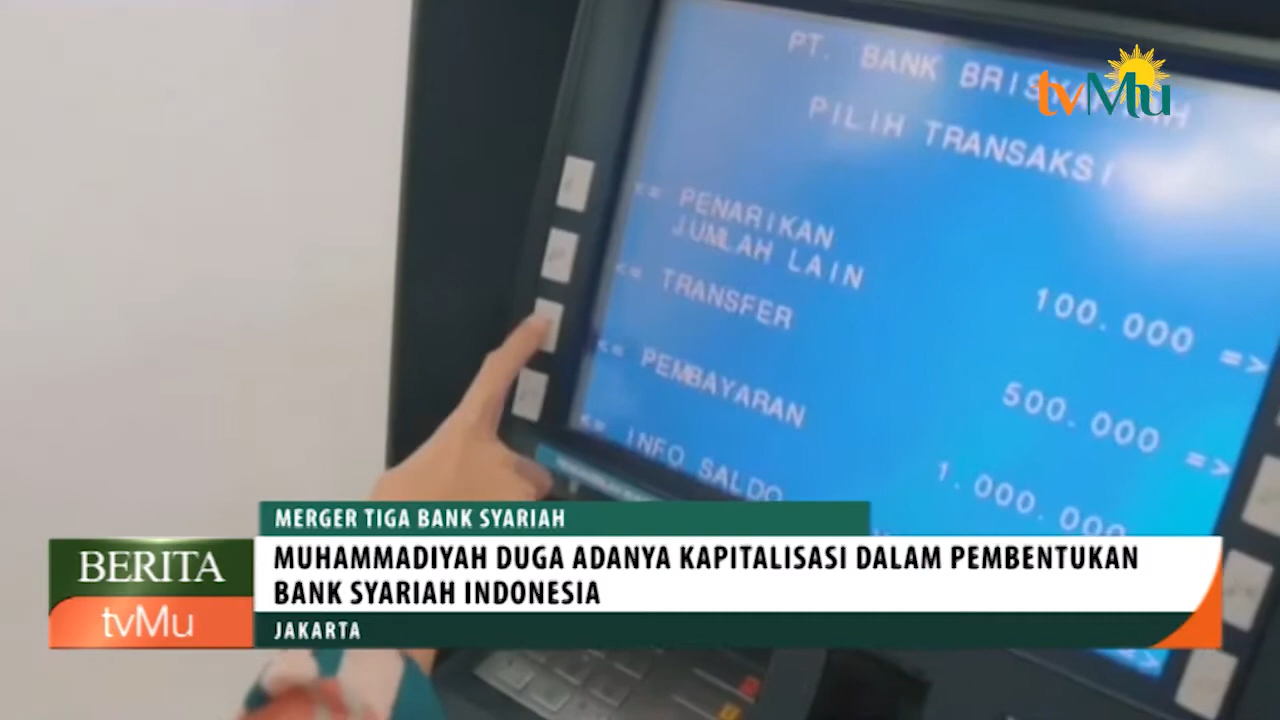 PT. BANK BRISYARIAH
tvMu
PILIH TRANSAKSI
<= PENARIKAN
JUMLAH LAIN
100.000 =>
<= TRANSFER
500.000 =>
<= PEMBAYARAN
1.000.000
<= INFO SALDO
MERGER TIGA BANK SYARIAH
BERITA
tvMu
MUHAMMADIYAH DUGA ADANYA KAPITALISASI DALAM PEMBENTUKAN
BANK SYARIAH INDONESIA
JAKARTA